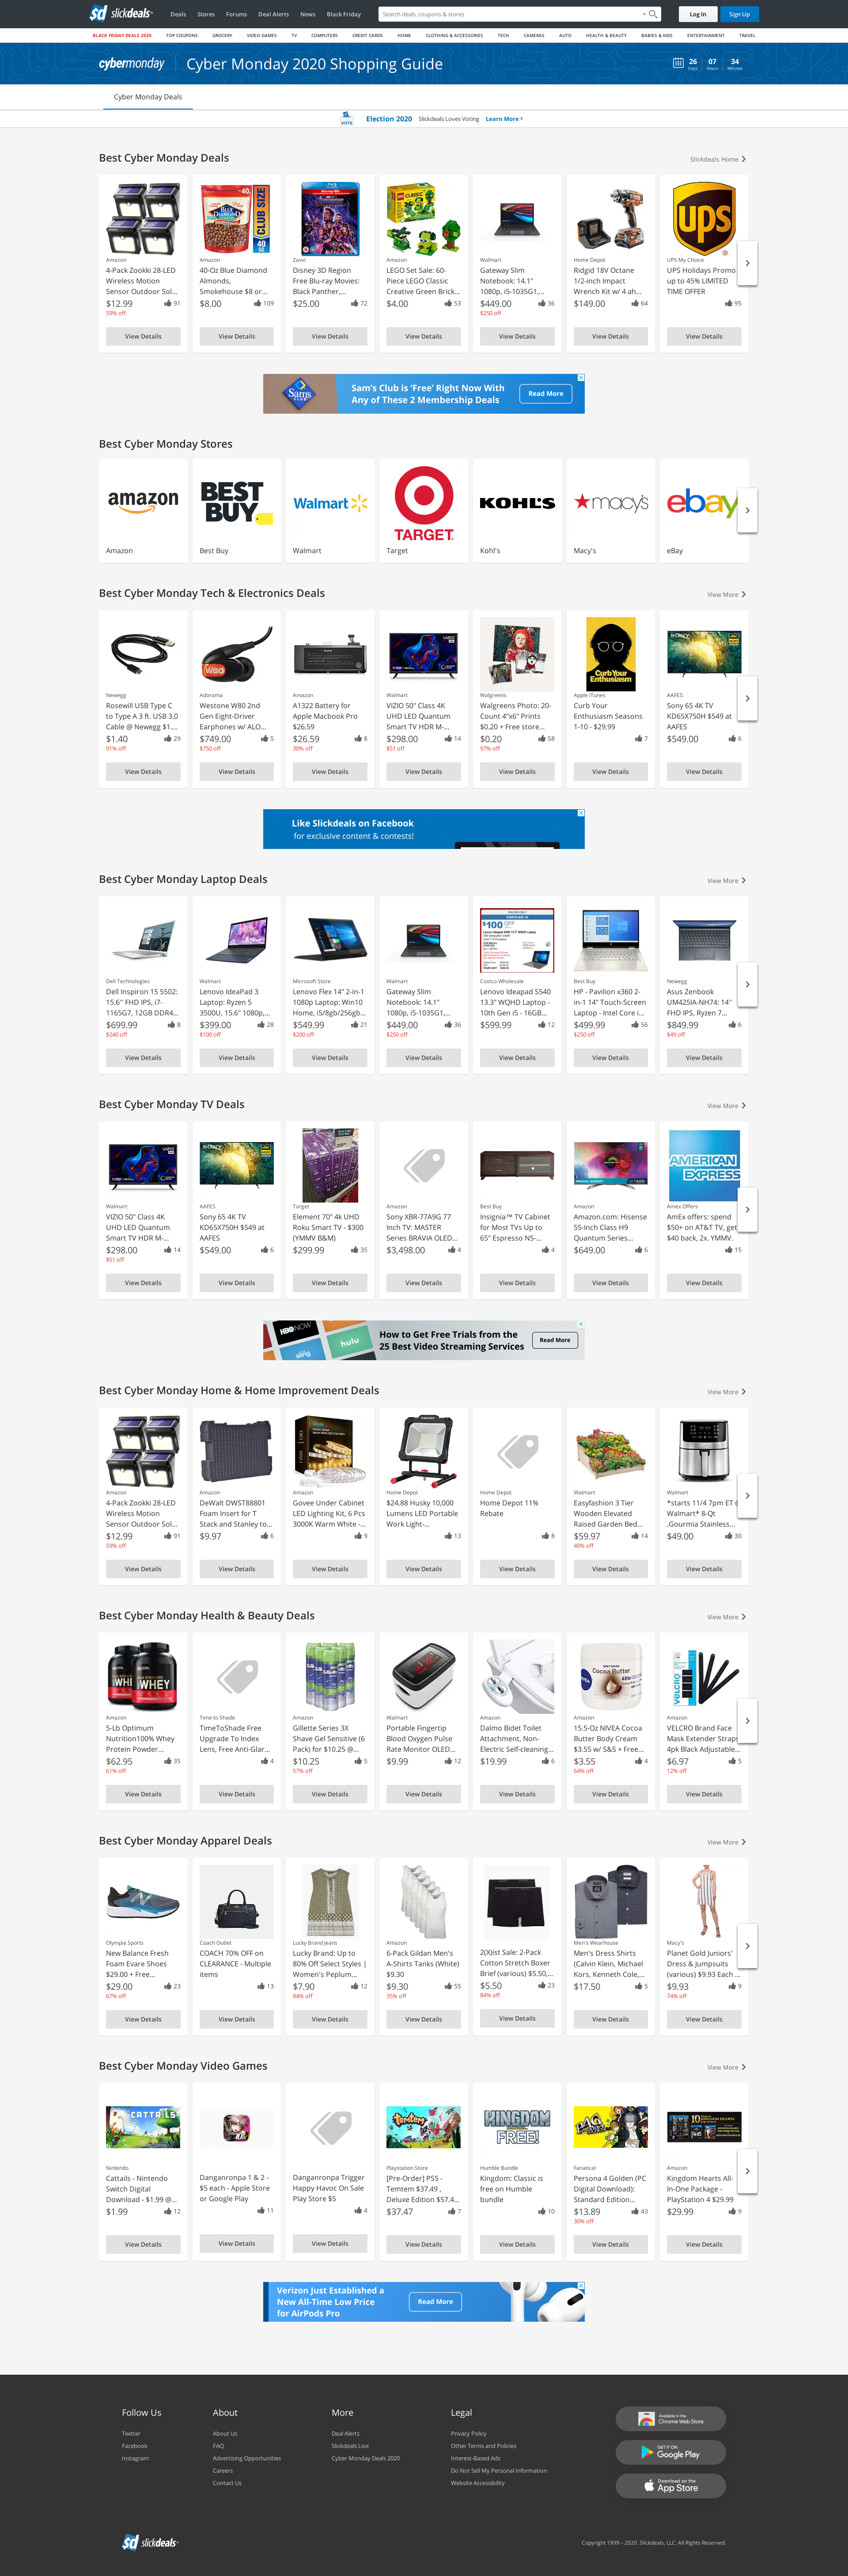 sd slickdeals
Deals Stores Forums Deal Alerts News Black Friday
Search deals, coupons & stores
Log In Sign Up
BLACK FRIDAY DEALS 2020 TOP COUPONS GROCERY VIDEO GAMES TV COMPUTERS CREDIT CARDS HOME CLOTHING & ACCESSORIES TECH CAMERAS AUTO HEALTH & BEAUTY BABIES & KIDS ENTERTAINMENT TRAVEL
cybermonday Cyber Monday 2020 Shopping Guide
26 07 34
Days Hours Minutes
Cyber Monday Deals
VOTE Election 2020 Slickdeals Loves Voting Learn More
Best Cyber Monday Deals
Slickdeals Home
Amazon
4-Pack Zookki 28-LED
Wireless Motion
Sensor Outdoor Sol...
$12.99 91
59% off
View Details
Amazon
40-Oz Blue Diamond
Almonds,
Smokehouse $8 or...
$8.00 109
View Details
Zavvi
Disney 3D Region
Free Blu-ray Movies:
Black Panther,...
$25.00 72
View Details
Amazon
LEGO Set Sale: 60-
Piece LEGO Classic
Creative Green Brick...
$4.00 53
View Details
Walmart
Gateway Slim
Notebook: 14.1"
1080p, i5-1035G1,...
$449.00 36
$250 off
View Details
Home Depot
Ridgid 18V Octane
1/2-inch Impact
Wrench Kit w/ 4 ah...
$149.00 64
View Details
UPS My Choice
UPS Holidays Promo
up to 45% LIMITED
TIME OFFER
95
View Details
Sam's Club is 'Free' Right Now With
Any of These 2 Membership Deals
Read More
Best Cyber Monday Stores
amazon
Amazon
BEST BUY
Best Buy
Walmart
Walmart
TARGET
Target
KOHL'S
Kohl's
macy's
Macy's
ebay
eBay
Best Cyber Monday Tech & Electronics Deals
View More
Newegg
Rosewill USB Type C
to Type A 3 ft. USB 3.0
Cable @ Newegg $1....
$1.40 29
91% off
View Details
Adorama
Westone W80 2nd
Gen Eight-Driver
Earphones w/ ALO...
$749.00 5
$750 off
View Details
Amazon
A1322 Battery for
Apple Macbook Pro
$26.59
$26.59 8
30% off
View Details
Walmart
VIZIO 50" Class 4K
UHD LED Quantum
Smart TV HDR M-...
$298.00 14
$51 off
View Details
Walgreens
Walgreens Photo: 20-
Count 4"x6" Prints
$0.20 + Free store...
$0.20 58
97% off
View Details
Apple iTunes
Curb Your
Enthusiasm Seasons
1-10 - $29.99
7
View Details
AAFES
Sony 65 4K TV
KD65X750H $549 at
AAFES
$549.00 6
View Details
Like Slickdeals on Facebook
for exclusive content & contests!
Best Cyber Monday Laptop Deals
View More
Dell Technologies
Dell Inspiron 15 5502:
15.6'' FHD IPS, i7-
1165G7, 12GB DDR4...
$699.99 8
$240 off
View Details
Walmart
Lenovo IdeaPad 3
Laptop: Ryzen 5
3500U, 15.6" 1080p,...
$399.00 28
$100 off
View Details
Microsoft Store
Lenovo Flex 14" 2-in-1
1080p Laptop: Win10
Home, i5/8gb/256gb...
$549.99 21
$200 off
View Details
Walmart
Gateway Slim
Notebook: 14.1"
1080p, i5-1035G1,...
$449.00 36
$250 off
View Details
Costco Wholesale
Lenovo Ideapad S540
13.3" WQHD Laptop -
10th Gen i5 - 16GB...
$599.99 12
View Details
Best Buy
HP - Pavilion x360 2-
in-1 14" Touch-Screen
Laptop - Intel Core i...
$499.99 56
$250 off
View Details
Newegg
Asus Zenbook
UM425IA-NH74: 14''
FHD IPS, Ryzen 7...
$849.99 6
$49 off
View Details
Best Cyber Monday TV Deals
View More
Walmart
VIZIO 50" Class 4K
UHD LED Quantum
Smart TV HDR M-...
$298.00 14
$51 off
View Details
AAFES
Sony 65 4K TV
KD65X750H $549 at
AAFES
$549.00 6
View Details
Target
Element 70" 4k UHD
Roku Smart TV - $300
(YMMV B&M)
$299.99 35
View Details
Amazon
Sony XBR-77A9G 77
Inch TV: MASTER
Series BRAVIA OLED...
$3,498.00 4
View Details
Best Buy
Insignia™ TV Cabinet
for Most TVs Up to
65" Espresso NS-...
4
View Details
Amazon
Amazon.com: Hisense
55-Inch Class H9
Quantum Series...
$649.00 6
View Details
AMERICAN EXPRESS
Amex Offers
AmEx offers: spend
$50+ on AT&T TV, get
$40 back, 2x. YMMV.
15
View Details
How to Get Free Trials from the
25 Best Video Streaming Services
Read More
Best Cyber Monday Home & Home Improvement Deals
View More
Amazon
4-Pack Zookki 28-LED
Wireless Motion
Sensor Outdoor Sol...
$12.99 91
59% off
View Details
Amazon
DeWalt DWST88801
Foam Insert for T
Stack and Stanley to...
$9.97 6
View Details
Amazon
Govee Under Cabinet
LED Lighting Kit, 6 Pcs
3000K Warm White -...
9
View Details
Home Depot
$24.88 Husky 10,000
Lumens LED Portable
Work Light-...
13
View Details
Home Depot
Home Depot 11%
Rebate
8
View Details
Walmart
Easyfashion 3 Tier
Wooden Elevated
Raised Garden Bed...
$59.97 14
40% off
View Details
Walmart
*starts 11/4 7pm ET @
Walmart* 8-Qt
.Gourmia Stainless...
$49.00 30
View Details
Best Cyber Monday Health & Beauty Deals
View More
Amazon
5-Lb Optimum
Nutrition100% Whey
Protein Powder...
$62.95 35
61% off
View Details
Time to Shade
TimeToShade Free
Upgrade To Index
Lens, Free Anti-Glar...
4
View Details
Amazon
Gillette Series 3X
Shave Gel Sensitive (6
Pack) for $10.25 @...
$10.25 5
57% off
View Details
Walmart
Portable Fingertip
Blood Oxygen Pulse
Rate Monitor OLED...
$9.99 12
View Details
Amazon
Dalmo Bidet Toilet
Attachment, Non-
Electric Self-cleaning...
$19.99 6
View Details
Amazon
15.5-Oz NIVEA Cocoa
Butter Body Cream
$3.55 w/ S&S + Free...
$3.55 4
64% off
View Details
Amazon
VELCRO Brand Face
Mask Extender Straps
4pk Black Adjustable...
$6.97 5
12% off
View Details
Best Cyber Monday Apparel Deals
View More
Olympia Sports
New Balance Fresh
Foam Evare Shoes
$29.00 + Free...
$29.00 23
67% off
View Details
Coach Outlet
COACH 70% OFF on
CLEARANCE - Multiple
items
13
View Details
Lucky Brand Jeans
Lucky Brand: Up to
80% Off Select Styles |
Women's Peplum...
$7.90 12
84% off
View Details
Amazon
6-Pack Gildan Men's
A-Shirts Tanks (White)
$9.30
$9.30 55
35% off
View Details
2(X)ist Sale: 2-Pack
Cotton Stretch Boxer
Brief (various) $5.50,...
$5.50 23
84% off
View Details
Men's Wearhouse
Men's Dress Shirts
(Calvin Klein, Michael
Kors, Kenneth Cole,...
$17.50 5
View Details
Macy's
Planet Gold Juniors'
Dress & Jumpsuits
(various) $9.93 Each ...
$9.93 9
74% off
View Details
Best Cyber Monday Video Games
View More
Nintendo
Cattails - Nintendo
Switch Digital
Download - $1.99 @...
$1.99 12
View Details
Danganronpa 1 & 2 -
$5 each - Apple Store
or Google Play
11
View Details
Danganronpa Trigger
Happy Havoc On Sale
Play Store $5
4
View Details
Playstation Store
[Pre-Order] PS5 -
Temtem $37.49 ,
Deluxe Edition $57.4...
$37.47 7
View Details
KINGDOM FREE!
Humble Bundle
Kingdom: Classic is
free on Humble
bundle
10
View Details
Fanatical
Persona 4 Golden (PC
Digital Download):
Standard Edition...
$13.89 43
30% off
View Details
Amazon
Kingdom Hearts All-
In-One Package -
PlayStation 4 $29.99
$29.99 9
View Details
Verizon Just Established a
New All-Time Low Price
for AirPods Pro
Read More
Follow Us
Twitter
Facebook
Instagram
About
About Us
FAQ
Advertising Opportunities
Careers
Contact Us
More
Deal Alerts
Slickdeals Live
Cyber Monday Deals 2020
Legal
Privacy Policy
Other Terms and Policies
Interest-Based Ads
Do Not Sell My Personal Information
Website Accessibility
Available in the
Chrome Web Store
GET IT ON
Google Play
Download on the
App Store
sd slickdeals
Copyright 1999 - 2020. Slickdeals, LLC. All Rights Reserved.